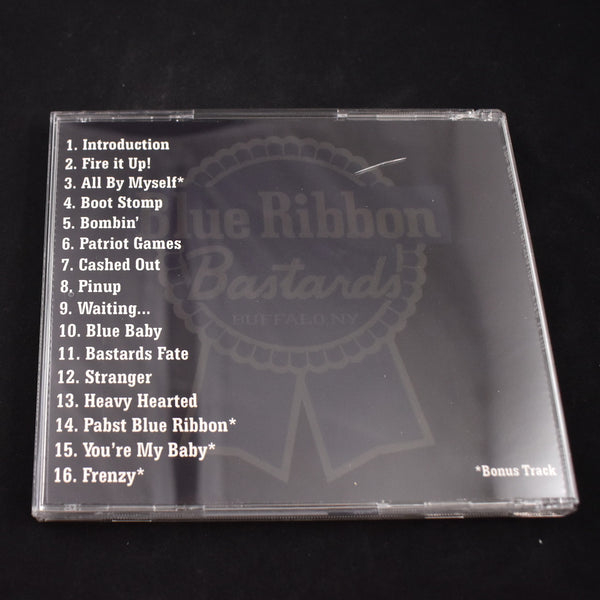 1. Introduction
2. Fire it Up!
3. All By Myself*
4. Boot Stomp
5. Bombin'
6. Patriot Games
7. Cashed Out
8. Pinup
9. Waiting...
10. Blue Baby
11. Bastards Fate
12. Stranger
13. Heavy Hearted
14. Pabst Blue Ribbon*
15. You're My Baby*
16. Frenzy*
Blue Ribbon
Bastards
BUFFALO NY
*Bonus Track